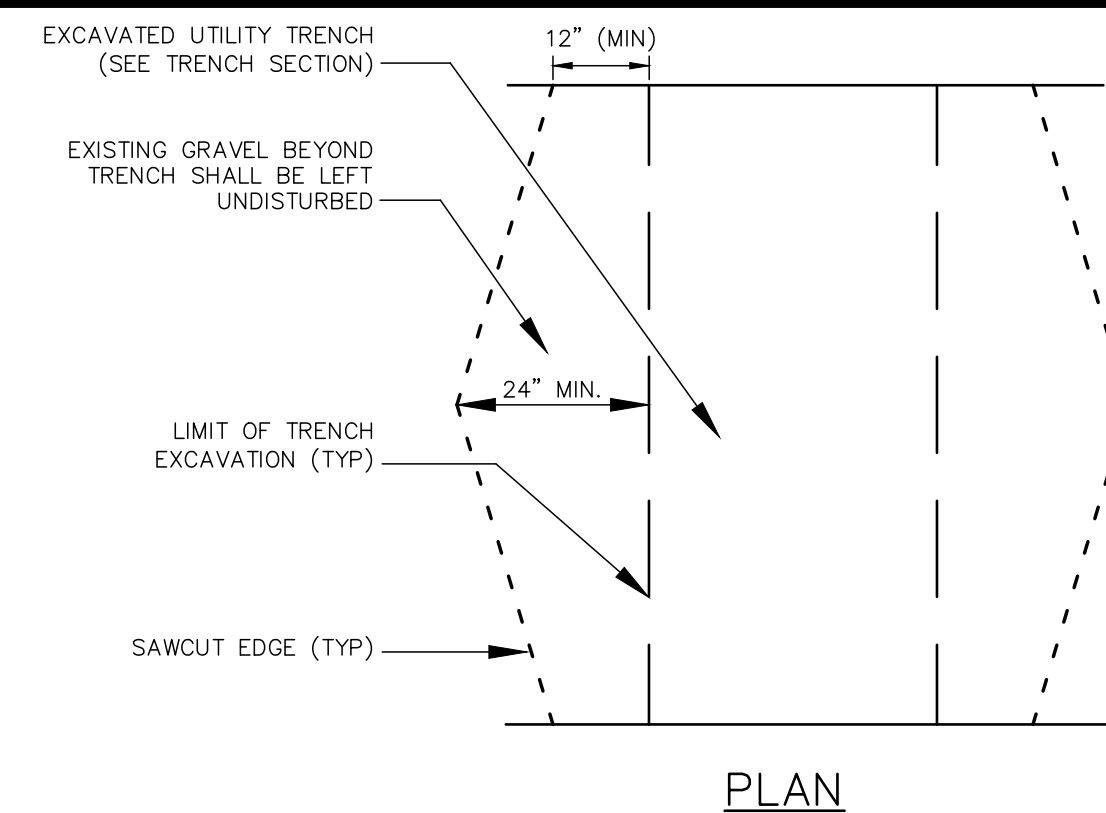 EXCAVATED UTILITY TRENCH
(SEE TRENCH SECTION)
12” (MIN)
EXISTING GRAVEL BEYOND
TRENCH SHALL BE LEFT
UNDISTURBED
24” MIN.
LIMIT OF TRENCH
EXCAVATION (TYP)
SAWCUT EDGE (TYP)
PLAN